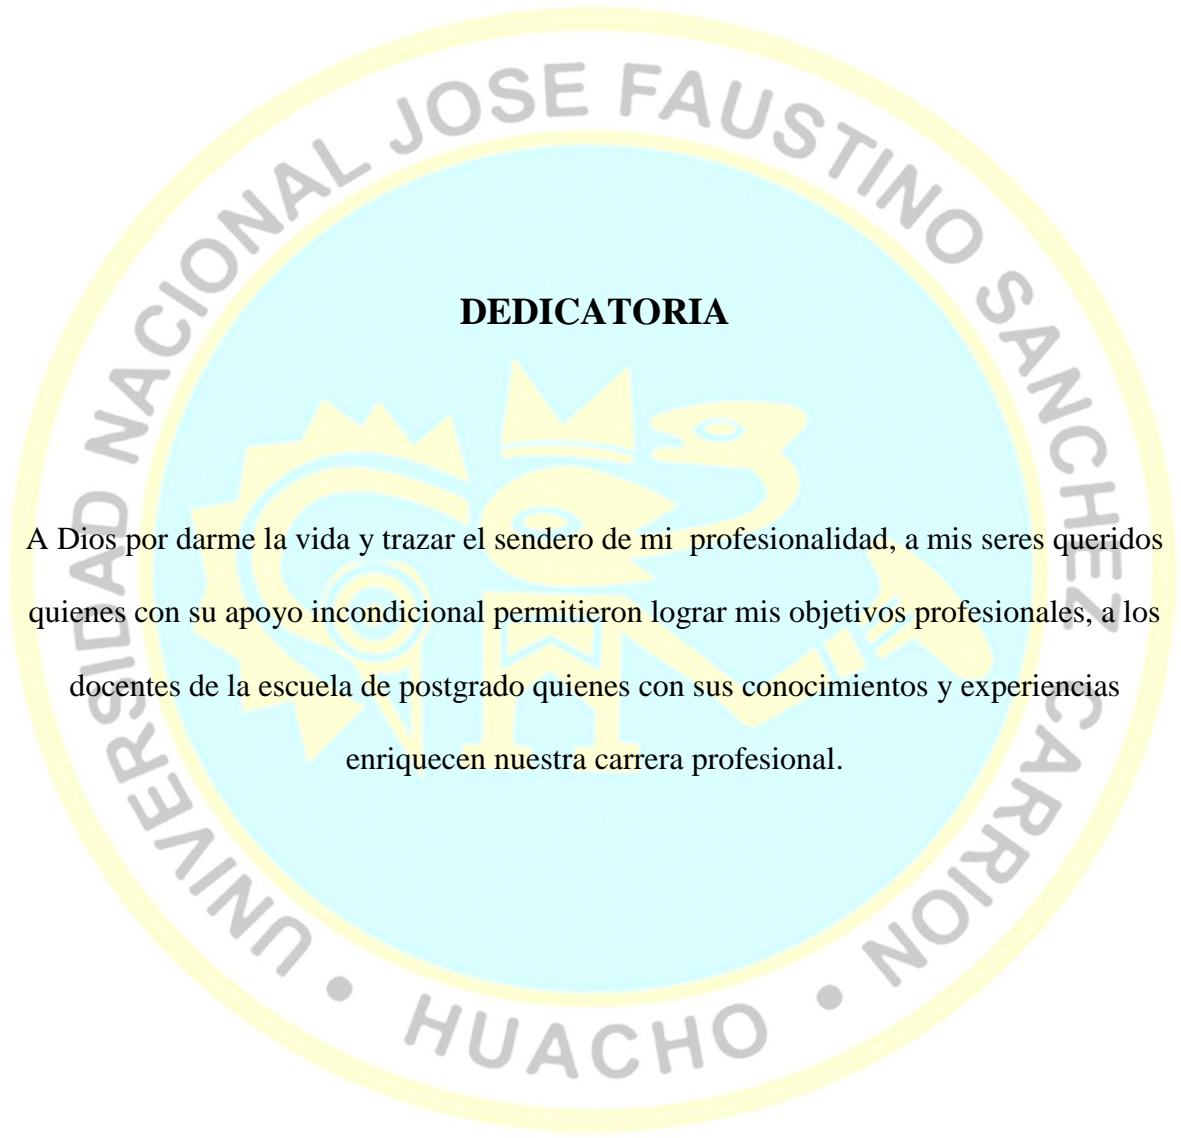 UNIVERSIDAD NACIONAL JOSE FAUSTINO SANCHEZ CARRION
• HUACHO •
DEDICATORIA
A Dios por darme la vida y trazar el sendero de mi profesionalidad, a mis seres queridos
quienes con su apoyo incondicional permitieron lograr mis objetivos profesionales, a los
docentes de la escuela de postgrado quienes con sus conocimientos y experiencias
enriquecen nuestra carrera profesional.